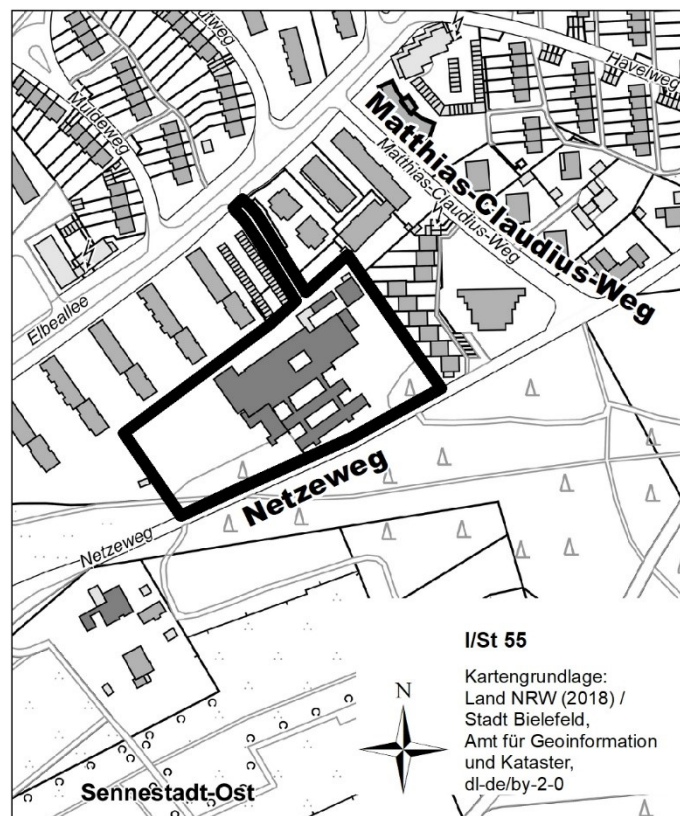 Havelweg
Muldeweg
Matthias-Claudius-Weg
Matthias-Claudius-Weg
Elbeallee
Netzeweg
Netzeweg
I/St 55
Kartengrundlage:
Land NRW (2018) /
Stadt Bielefeld,
Amt für Geoinformation
und Kataster,
dl-de/by-2-0
N
Sennestadt-Ost